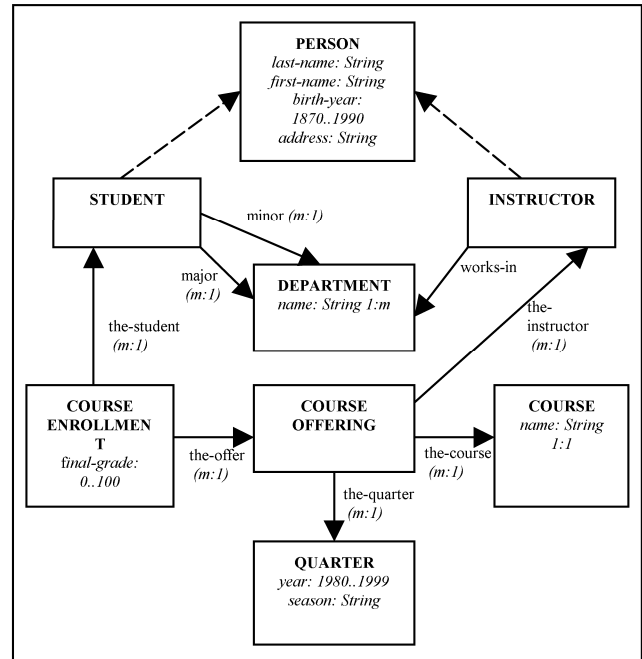 PERSON
last-name: String
first-name: String
birth-year:
1870..1990
address: String
STUDENT
INSTRUCTOR
minor (m:1)
major
(m:1)
works-in
DEPARTMENT
name: String 1:m
the-student
(m:1)
the-
instructor
(m:1)
COURSE
ENROLLMEN
T
final-grade:
0..100
the-offer
(m:1)
COURSE
OFFERING
the-course
(m:1)
COURSE
name: String
1:1
the-quarter
(m:1)
QUARTER
year: 1980..1999
season: String